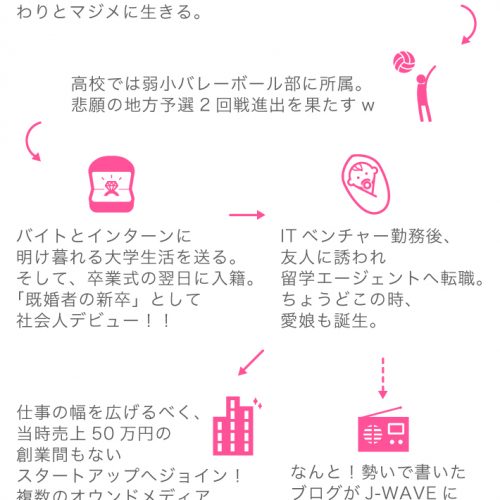 わりとマジメに生きる。
高校では弱小バレーボール部に所属。
悲願の地方予選２回戦進出を果たすｗ
バイトとインターンに
明け暮れる大学生活を送る。
そして、卒業式の翌日に入籍。
「既婚者の新卒」として
社会人デビュー！！
IT ベンチャー勤務後、
友人に誘われ
留学エージェントへ転職。
ちょうどこの時、
愛娘も誕生。
仕事の幅を広げるべく、
当時売上 50 万円の
創業間もない
スタートアップへジョイン！
複数のオウンドメディア
なんと！勢いで書いた
ブログが J-WAVE に